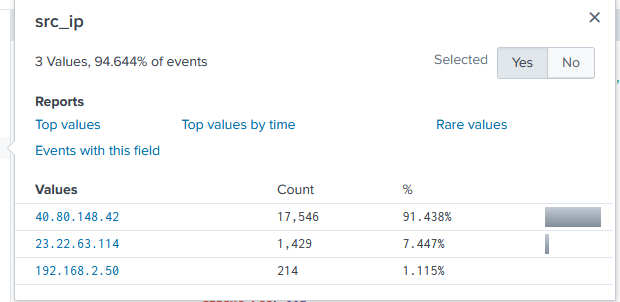 src_ip
3 Values, 94.644% of events
Selected Yes No
Reports
Top values Top values by time Rare values
Events with this field
Values Count %
40.80.148.42 17,546 91.438%
23.22.63.114 1,429 7.447%
192.168.2.50 214 1.115%